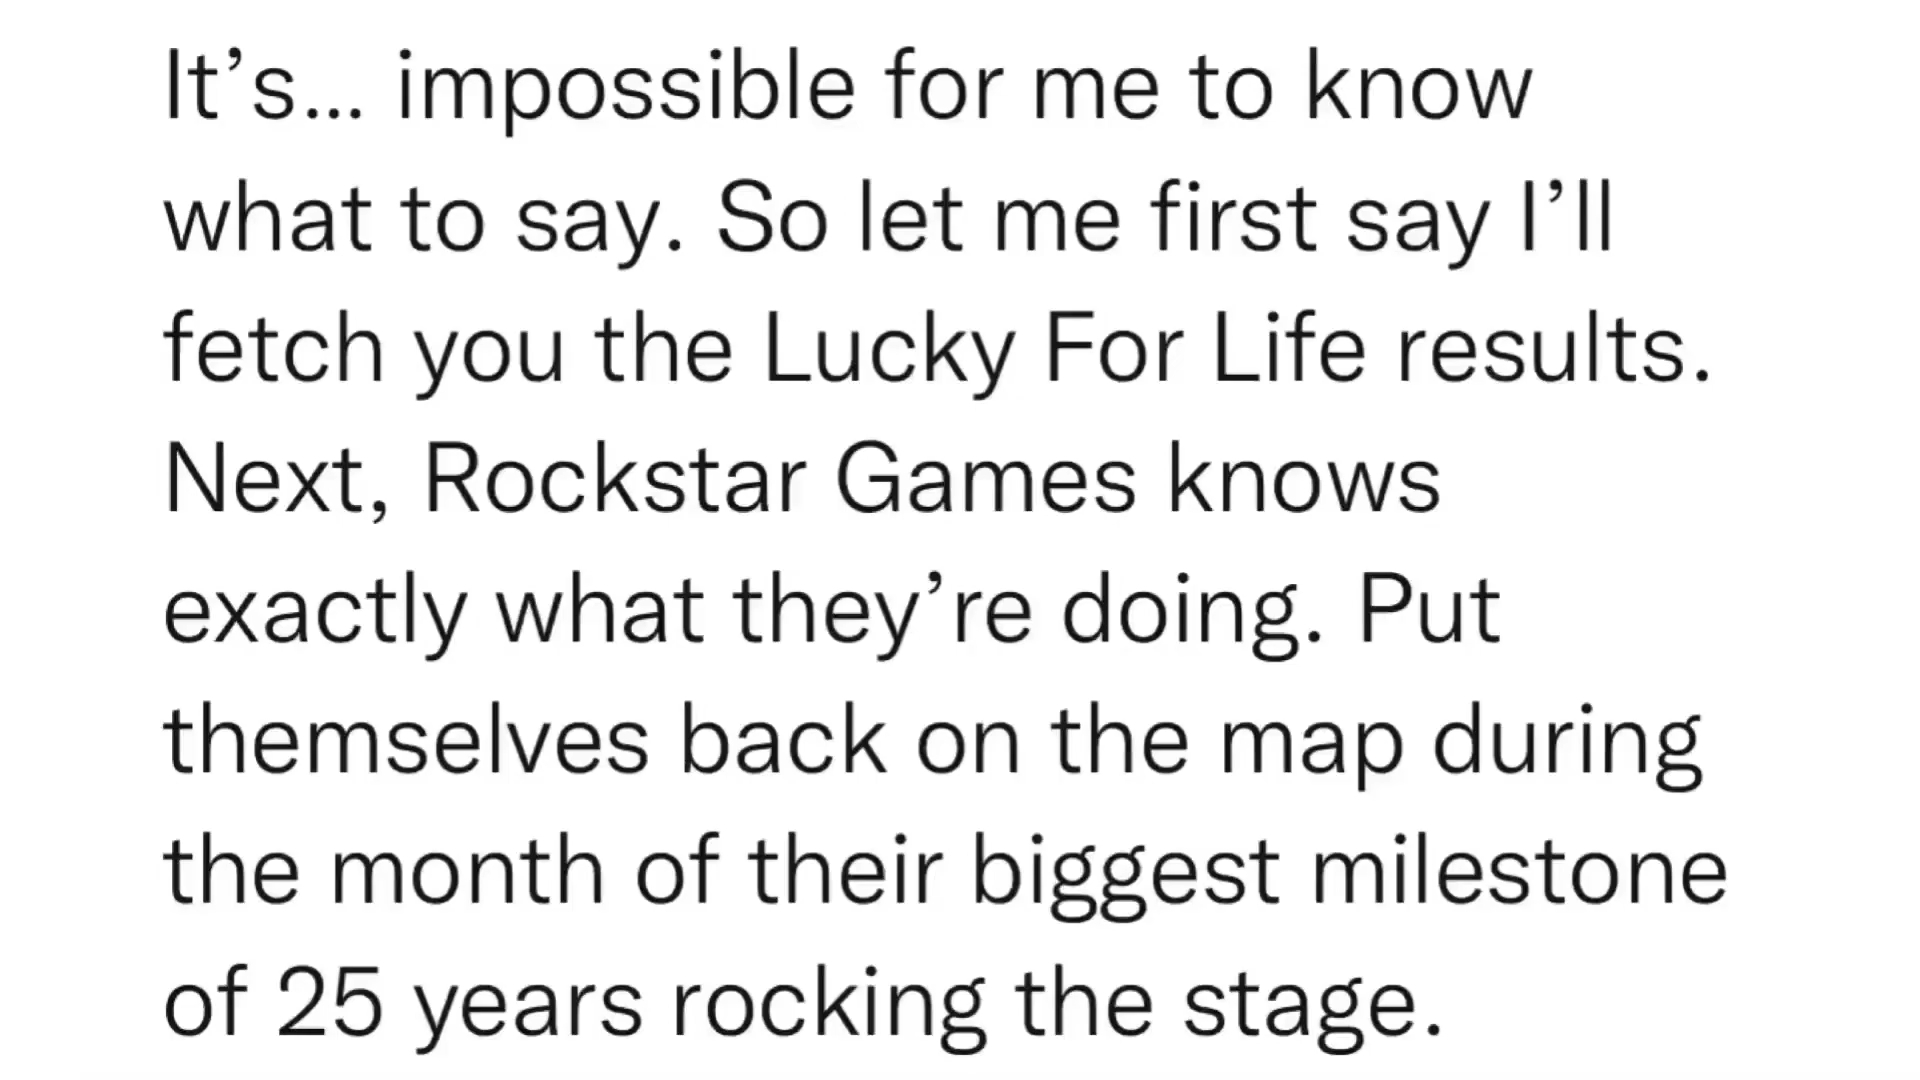 It’s… impossible for me to know
what to say. So let me first say I’ll
fetch you the Lucky For Life results.
Next, Rockstar Games knows
exactly what they’re doing. Put
themselves back on the map during
the month of their biggest milestone
of 25 years rocking the stage.